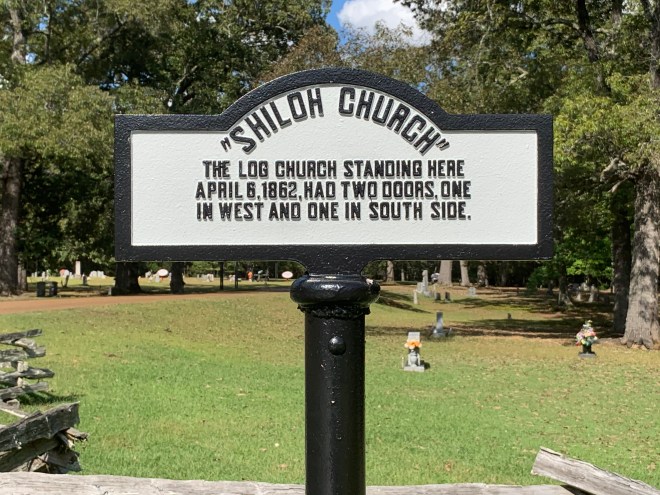 "SHILOH CHURCH"
THE LOG CHURCH STANDING HERE
APRIL 6, 1862, HAD TWO DOORS, ONE
IN WEST AND ONE IN SOUTH SIDE.